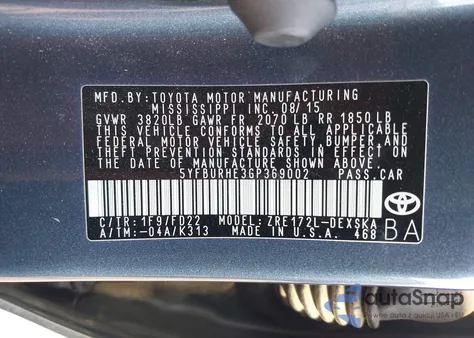 MFD.BY:TOYOTA MOTOR MANUFACTURING
MISSISSIPPI INC. 08/15
GVWR 3820LB GAWR FR 2070 LB RR 1850 LB
THIS VEHICLE CONFORMS TO ALL APPLICABLE
FEDERAL MOTOR VEHICLE SAFETY, BUMPER, AND
THEFT PREVENTION STANDARDS IN EFFECT ON
THE DATE OF MANUFACTURE SHOWN ABOVE.
5YFBURHE3GP369002 PASS.CAR
C/TR:1F9/FD22 MODEL:ZRE172L-DEXSKA
A/TM:-04A/K313 U.S.A. 468 BA
autoSnap